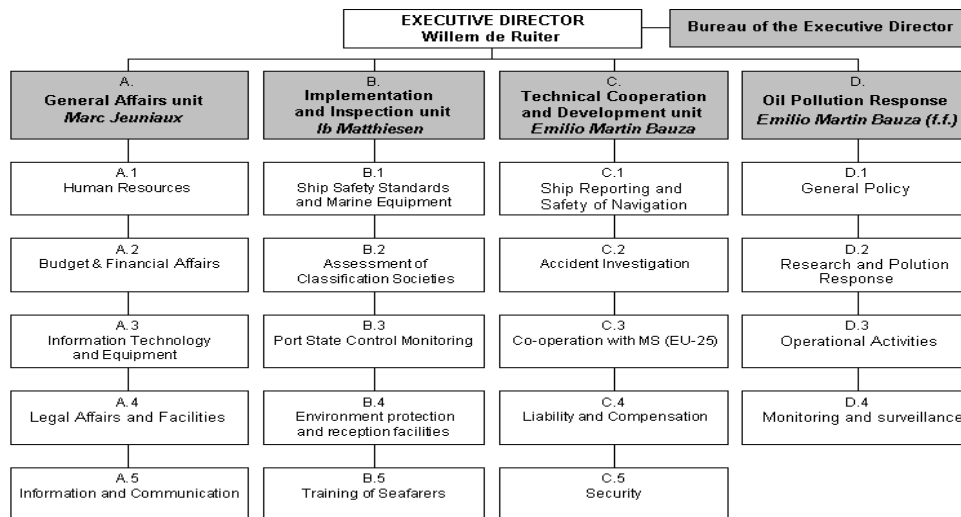 EXECUTIVE DIRECTOR
Willem de Ruiter
Bureau of the Executive Director
A.
General Affairs unit
Marc Jeuniaux
B.
Implementation
and Inspection unit
Ib Matthiesen
C.
Technical Cooperation
and Development unit
Emilio Martin Bauza
D.
Oil Pollution Response
Emilio Martin Bauza (f.f.)
A.1
Human Resources
B.1
Ship Safety Standards
and Marine Equipment
C.1
Ship Reporting and
Safety of Navigation
D.1
General Policy
A.2
Budget & Financial Affairs
B.2
Assessment of
Classification Societies
C.2
Accident Investigation
D.2
Research and Polution
Response
A.3
Information Technology
and Equipment
B.3
Port State Control Monitoring
C.3
Co-operation with MS (EU-25)
D.3
Operational Activities
A.4
Legal Affairs and Facilities
B.4
Environment protection
and reception facilities
C.4
Liability and Compensation
D.4
Monitoring and surveillance
A.5
Information and Communication
B.5
Training of Seafarers
C.5
Security